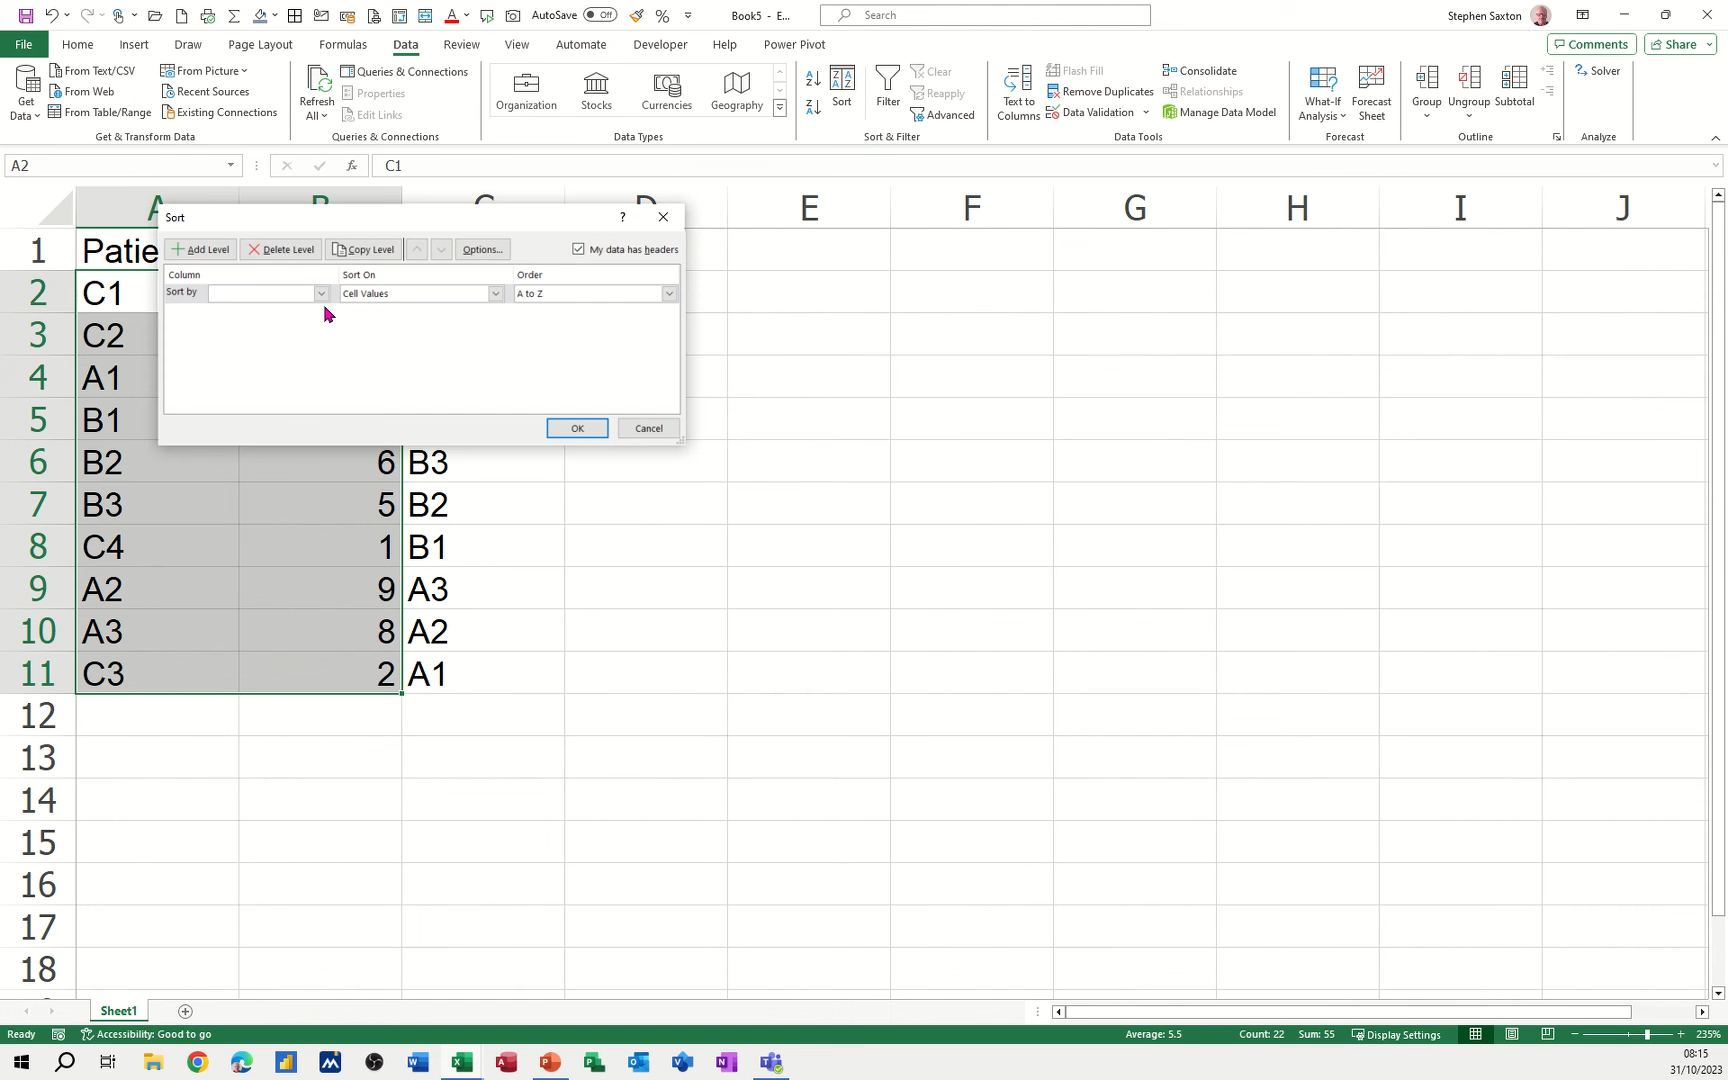 AutoSave Off Book5 - E... Search Stephen Saxton
File Home Insert Draw Page Layout Formulas Data Review View Automate Developer Help Power Pivot Comments Share
Get Data
From Text/CSV
From Web
From Table/Range
From Picture
Recent Sources
Existing Connections
Get & Transform Data
Refresh All
Queries & Connections
Properties
Edit Links
Queries & Connections
Organization Stocks Currencies Geography
Data Types
Sort
Filter
Clear
Reapply
Advanced
Sort & Filter
Text to Columns
Flash Fill
Remove Duplicates
Data Validation
Consolidate
Relationships
Manage Data Model
Data Tools
What-If Analysis
Forecast Sheet
Forecast
Group Ungroup Subtotal
Outline
Solver
Analyze
A2 fx C1
E F G H I J
Sort ? 
Add Level Delete Level Copy Level Options... My data has headers
Column Sort On Order
Sort by Cell Values A to Z
OK Cancel
1 Patie
2 C1
3 C2
4 A1
5 B1
6 B2 6 B3
7 B3 5 B2
8 C4 1 B1
9 A2 9 A3
10 A3 8 A2
11 C3 2 A1
12
13
14
15
16
17
18
Sheet1
Ready Accessibility: Good to go Average: 5.5 Count: 22 Sum: 55 Display Settings 235%
08:15
31/10/2023